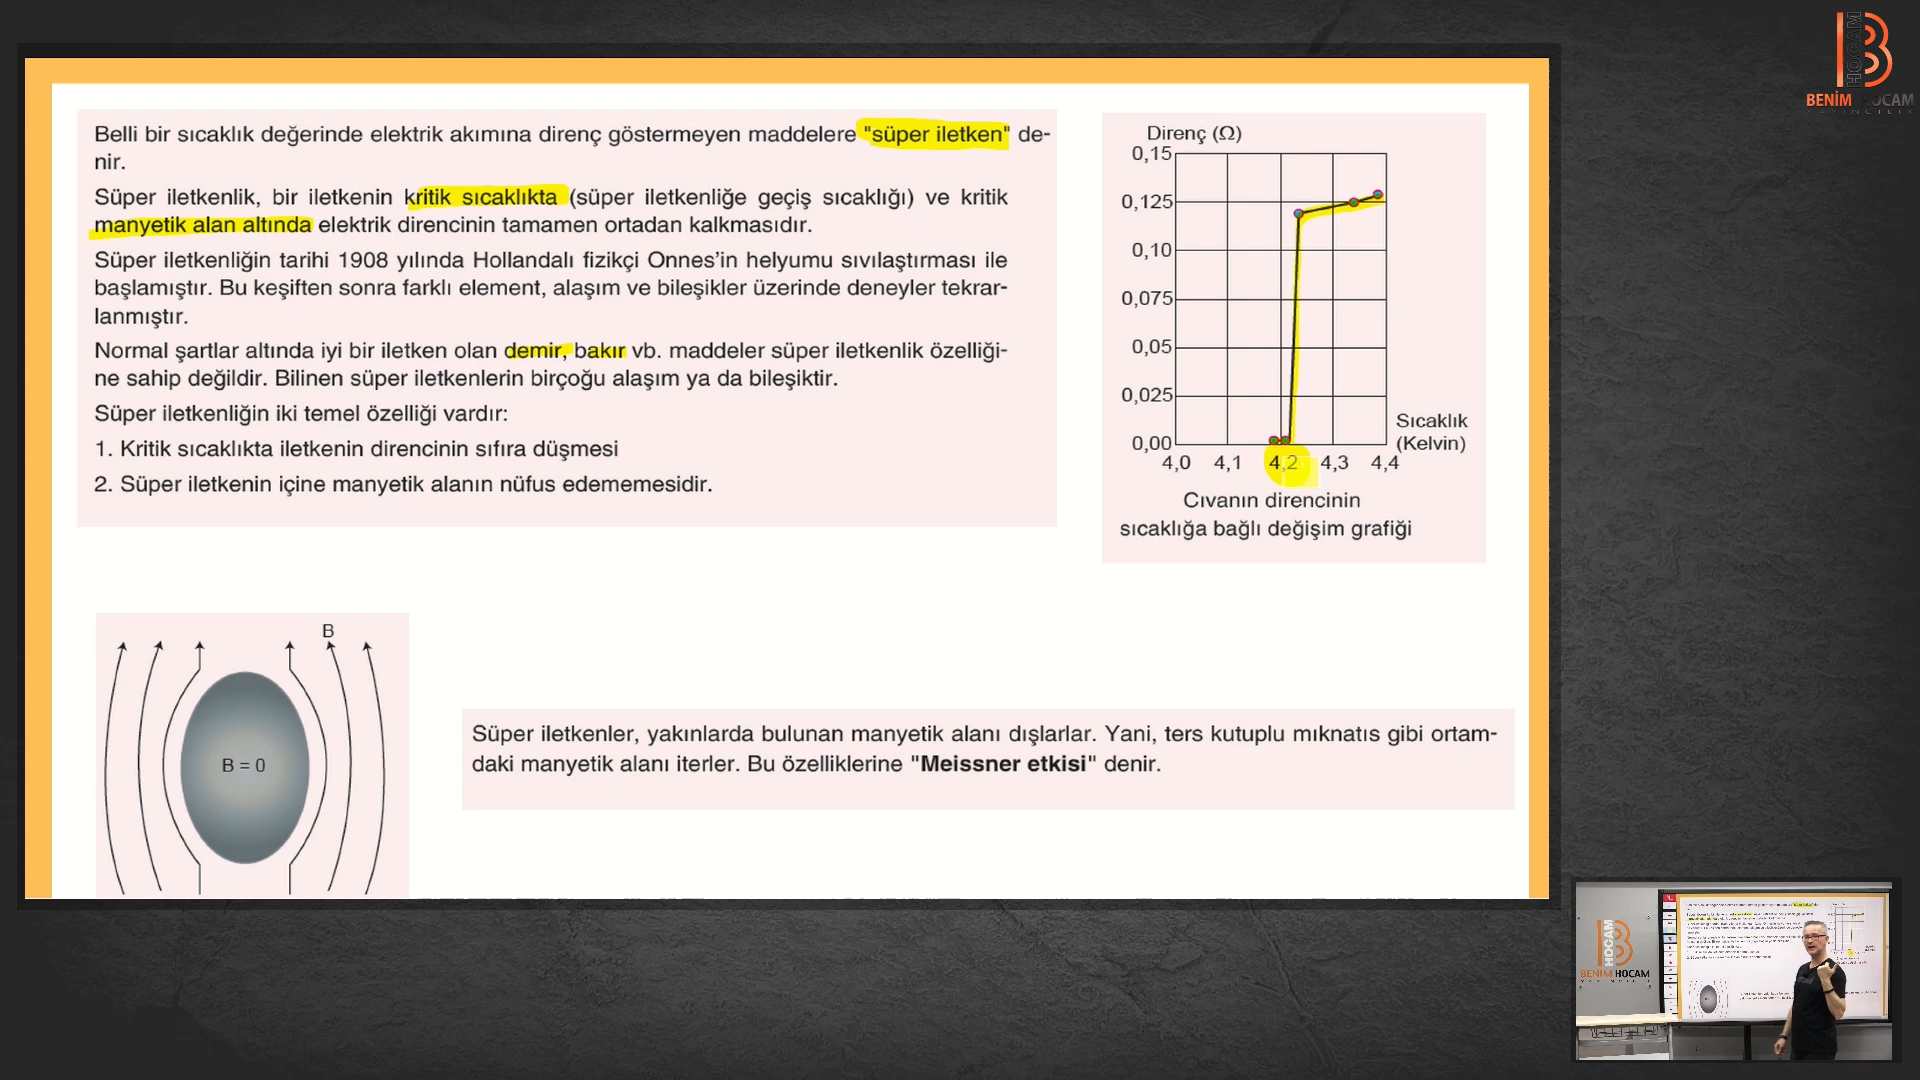 Belli bir sıcaklık değerinde elektrik akımına direnç göstermeyen maddelere "süper iletken" de-
nir.
Süper iletkenlik, bir iletkenin kritik sıcaklıkta (süper iletkenliğe geçiş sıcaklığı) ve kritik
manyetik alan altında elektrik direncinin tamamen ortadan kalkmasıdır.
Süper iletkenliğin tarihi 1908 yılında Hollandalı fizikçi Onnes’in helyumu sıvılaştırması ile
başlamıştır. Bu keşiften sonra farklı element, alaşım ve bileşikler üzerinde deneyler tekrar-
lanmıştır.
Normal şartlar altında iyi bir iletken olan demir, bakır vb. maddeler süper iletkenlik özelliği-
ne sahip değildir. Bilinen süper iletkenlerin birçoğu alaşım ya da bileşiktir.
Süper iletkenliğin iki temel özelliği vardır:
1. Kritik sıcaklıkta iletkenin direncinin sıfıra düşmesi
2. Süper iletkenin içine manyetik alanın nüfus edememesidir.
Direnç (Ω)
0,15
0,125
0,10
0,075
0,05
0,025
0,00
4,0 4,1 4,2 4,3 4,4
Sıcaklık
(Kelvin)
Cıvanın direncinin
sıcaklığa bağlı değişim grafiği
B
B = 0
Süper iletkenler, yakınlarda bulunan manyetik alanı dışlarlar. Yani, ters kutuplu mıknatıs gibi ortam-
daki manyetik alanı iterler. Bu özelliklerine "Meissner etkisi" denir.
HOCAM
BENİM HOCAM
HOCAM
BENİM HOCAM